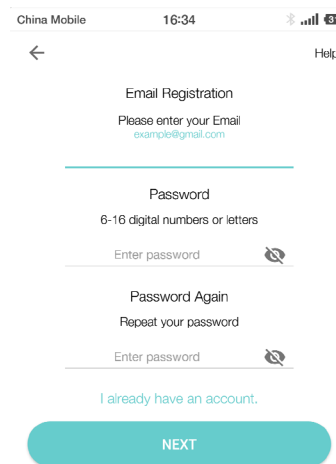 China Mobile 16:34
Help
Email Registration
Please enter your Email
example@gmail.com
Password
6-16 digital numbers or letters
Enter password
Password Again
Repeat your password
Enter password
I already have an account.
NEXT